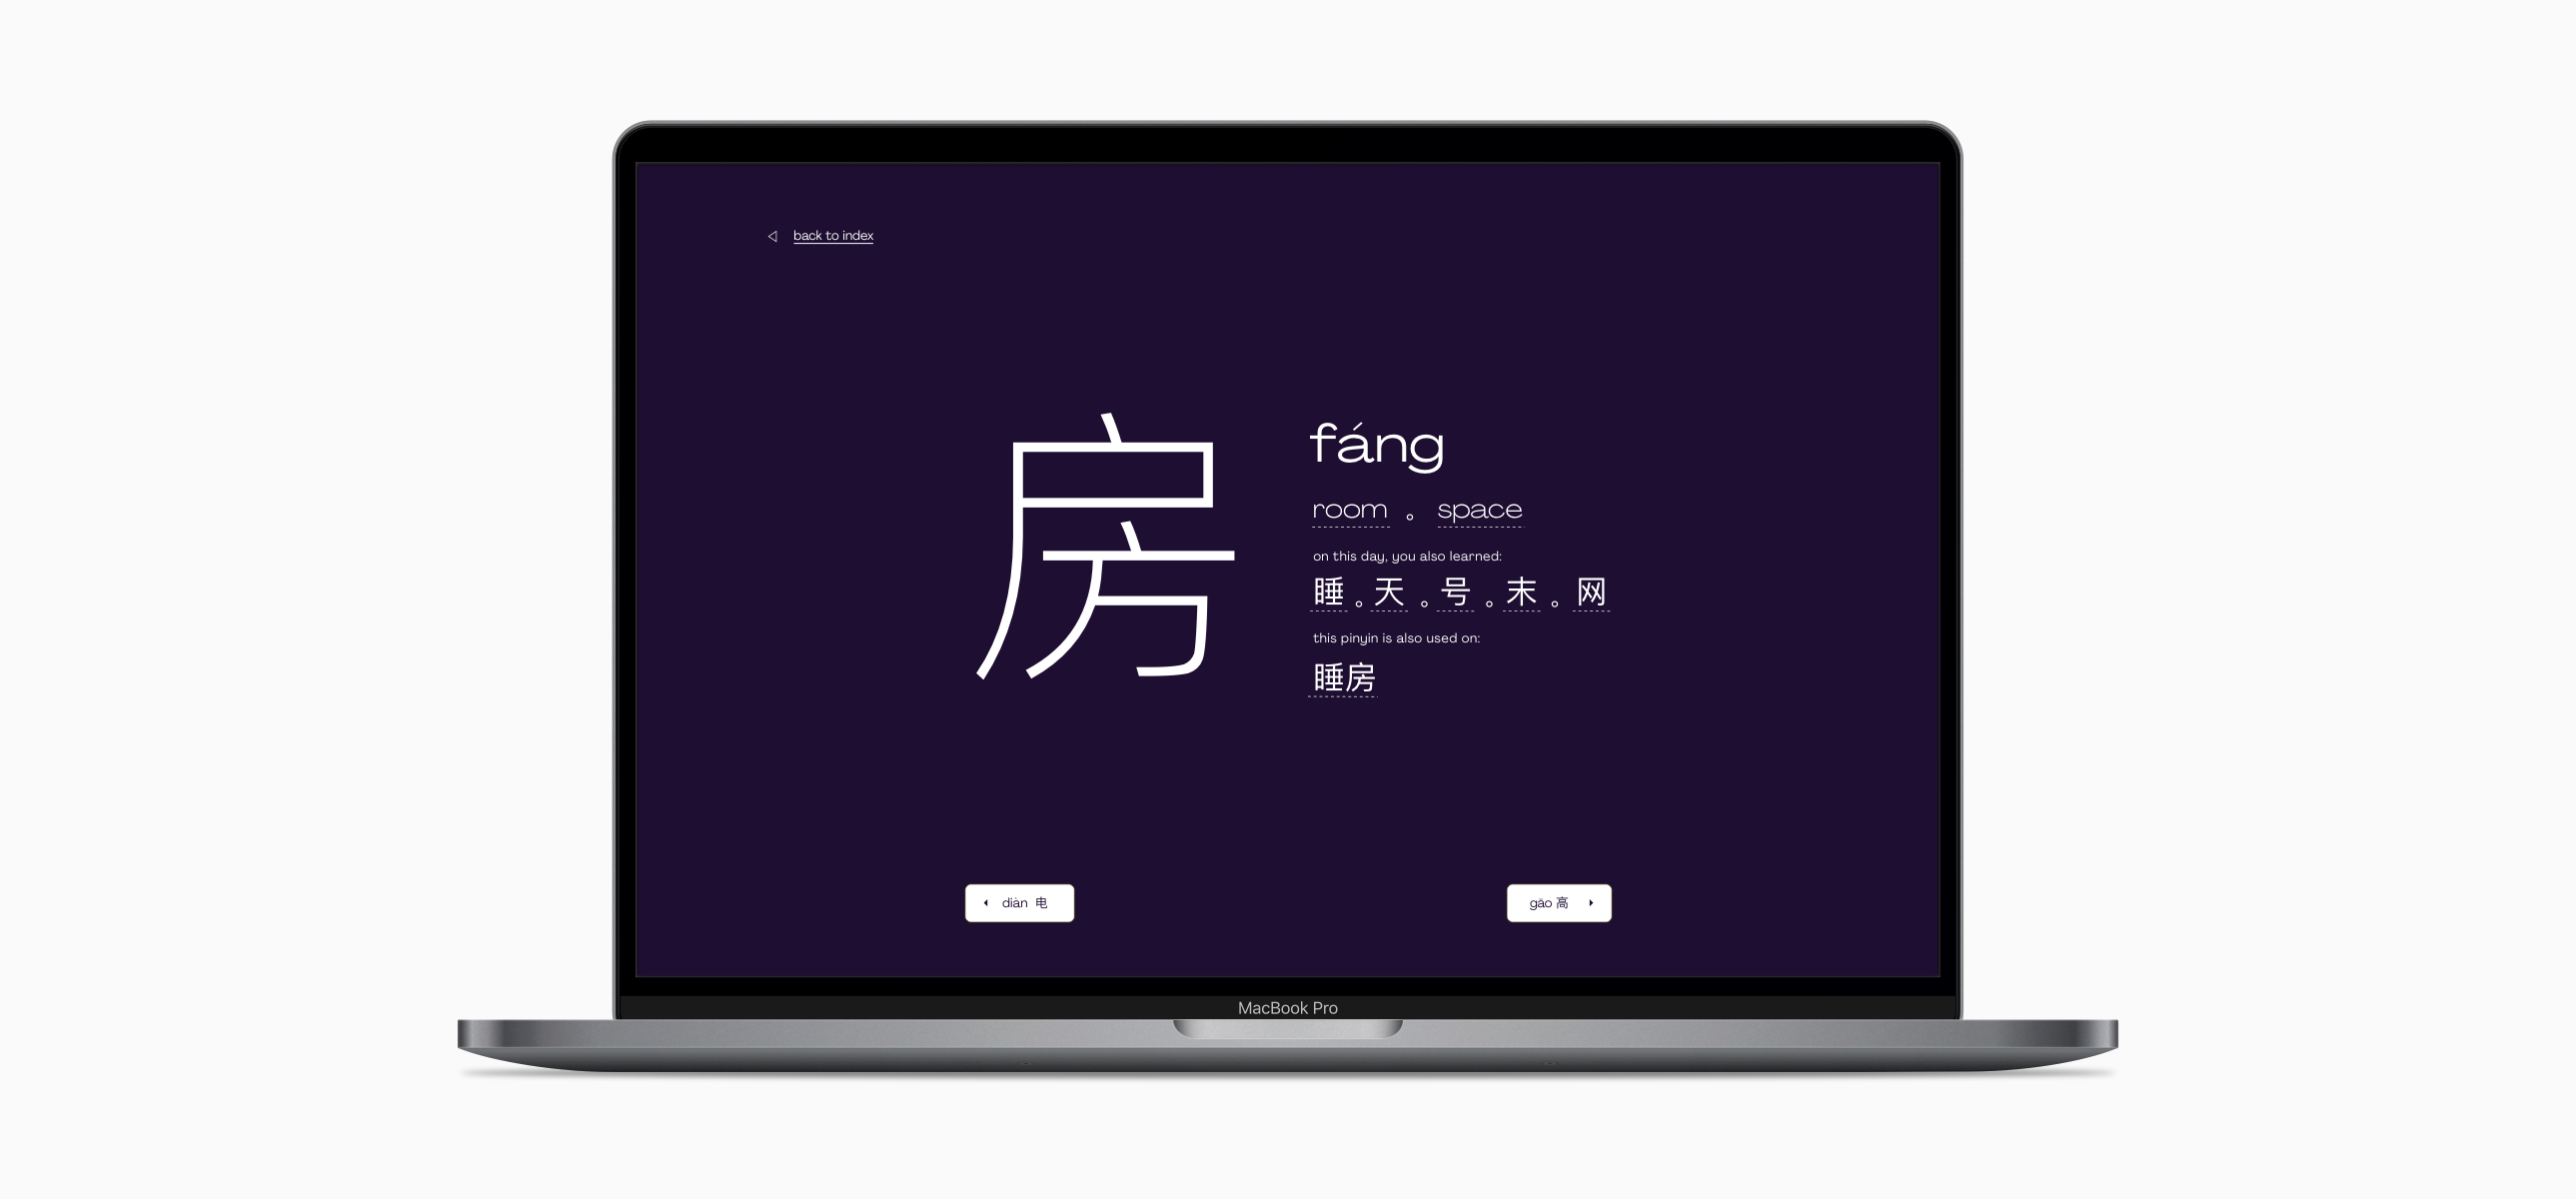 back to index
房
fáng
room 。 space
on this day, you also learned:
睡。天。号。末。网
this pinyin is also used on:
睡房
diàn 电
gāo 高
MacBook Pro